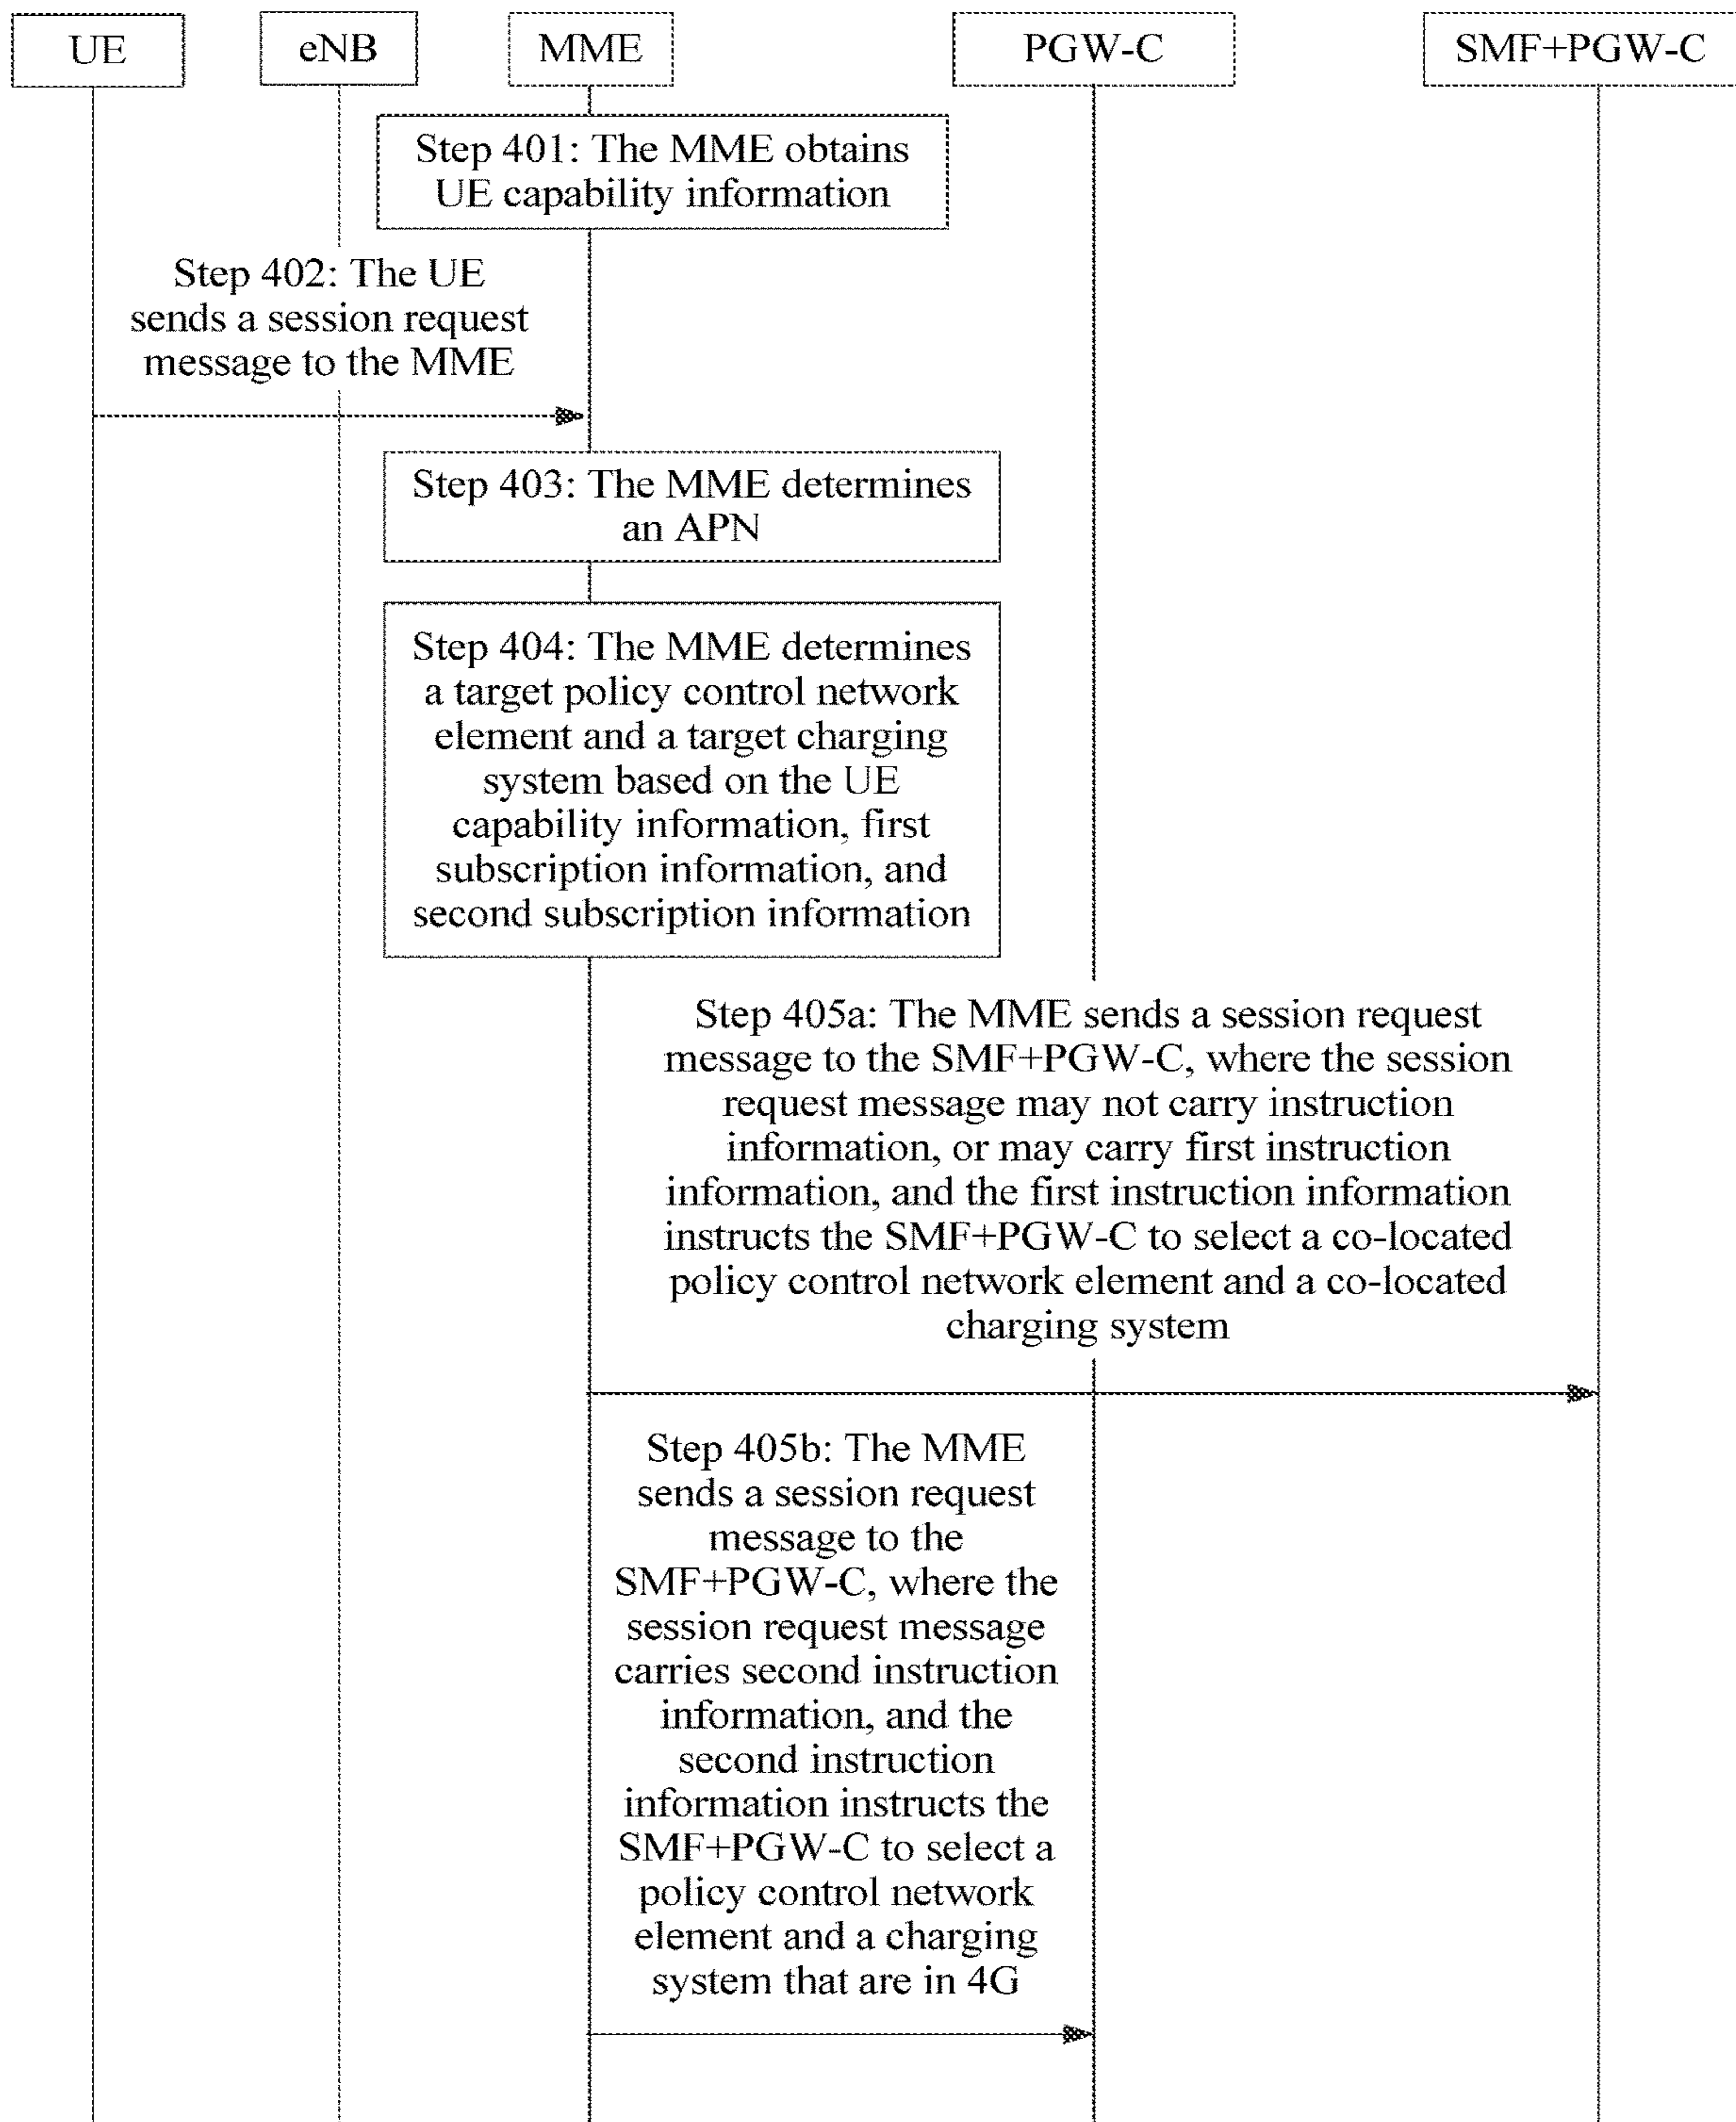 UE
eNB
MME
PGW-C
SMF+PGW-C
Step 401: The MME obtains
UE capability information
Step 402: The UE
sends a session request
message to the MME
Step 403: The MME determines
an APN
Step 404: The MME determines
a target policy control network
element and a target charging
system based on the UE
capability information, first
subscription information, and
second subscription information
Step 405a: The MME sends a session request
message to the SMF+PGW-C, where the session
request message may not carry instruction
information, or may carry first instruction
information, and the first instruction information
instructs the SMF+PGW-C to select a co-located
policy control network element and a co-located
charging system
Step 405b: The MME
sends a session request
message to the
SMF+PGW-C, where the
session request message
carries second instruction
information, and the
second instruction
information instructs the
SMF+PGW-C to select a
policy control network
element and a charging
system that are in 4G